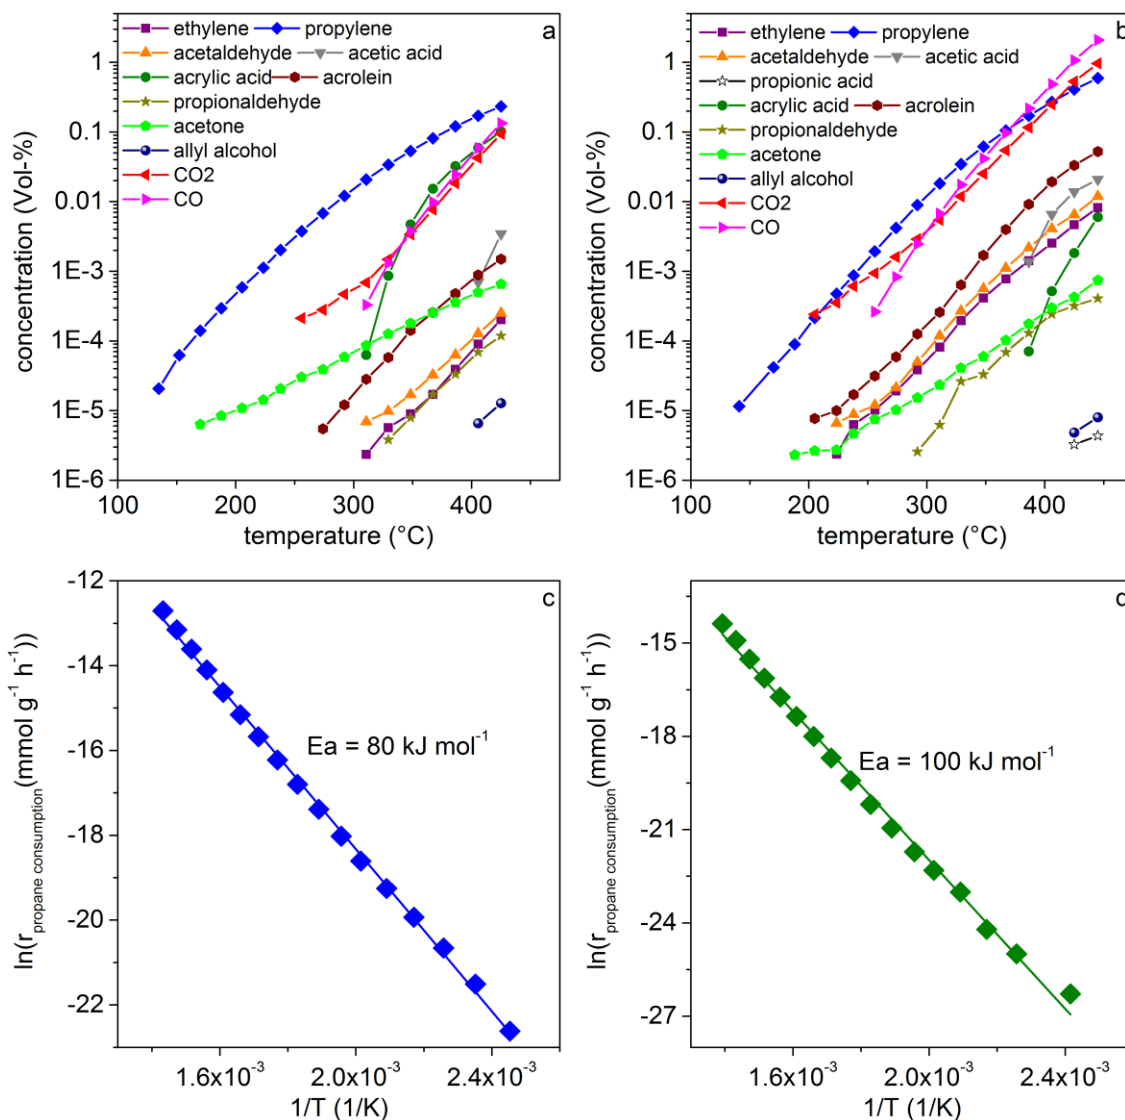 a
ethylene propylene
acetaldehyde acetic acid
acrylic acid acrolein
propionaldehyde
acetone
allyl alcohol
CO2
CO
1
0.1
0.01
1E-3
1E-4
1E-5
1E-6
concentration (Vol-%)
100 200 300 400
temperature (°C)
b
ethylene propylene
acetaldehyde acetic acid
propionic acid
acrylic acid acrolein
propionaldehyde
acetone
allyl alcohol
CO2
CO
1
0.1
0.01
1E-3
1E-4
1E-5
1E-6
concentration (Vol-%)
100 200 300 400
temperature (°C)
c
-12
-14
-16
-18
-20
-22
ln(r propane consumption(mmol g⁻¹ h⁻¹))
Ea = 80 kJ mol⁻¹
1.6x10⁻³ 2.0x10⁻³ 2.4x10⁻³
1/T (1/K)
d
-15
-18
-21
-24
-27
ln(r propane consumption(mmol g⁻¹ h⁻¹))
Ea = 100 kJ mol⁻¹
1.6x10⁻³ 2.0x10⁻³ 2.4x10⁻³
1/T (1/K)